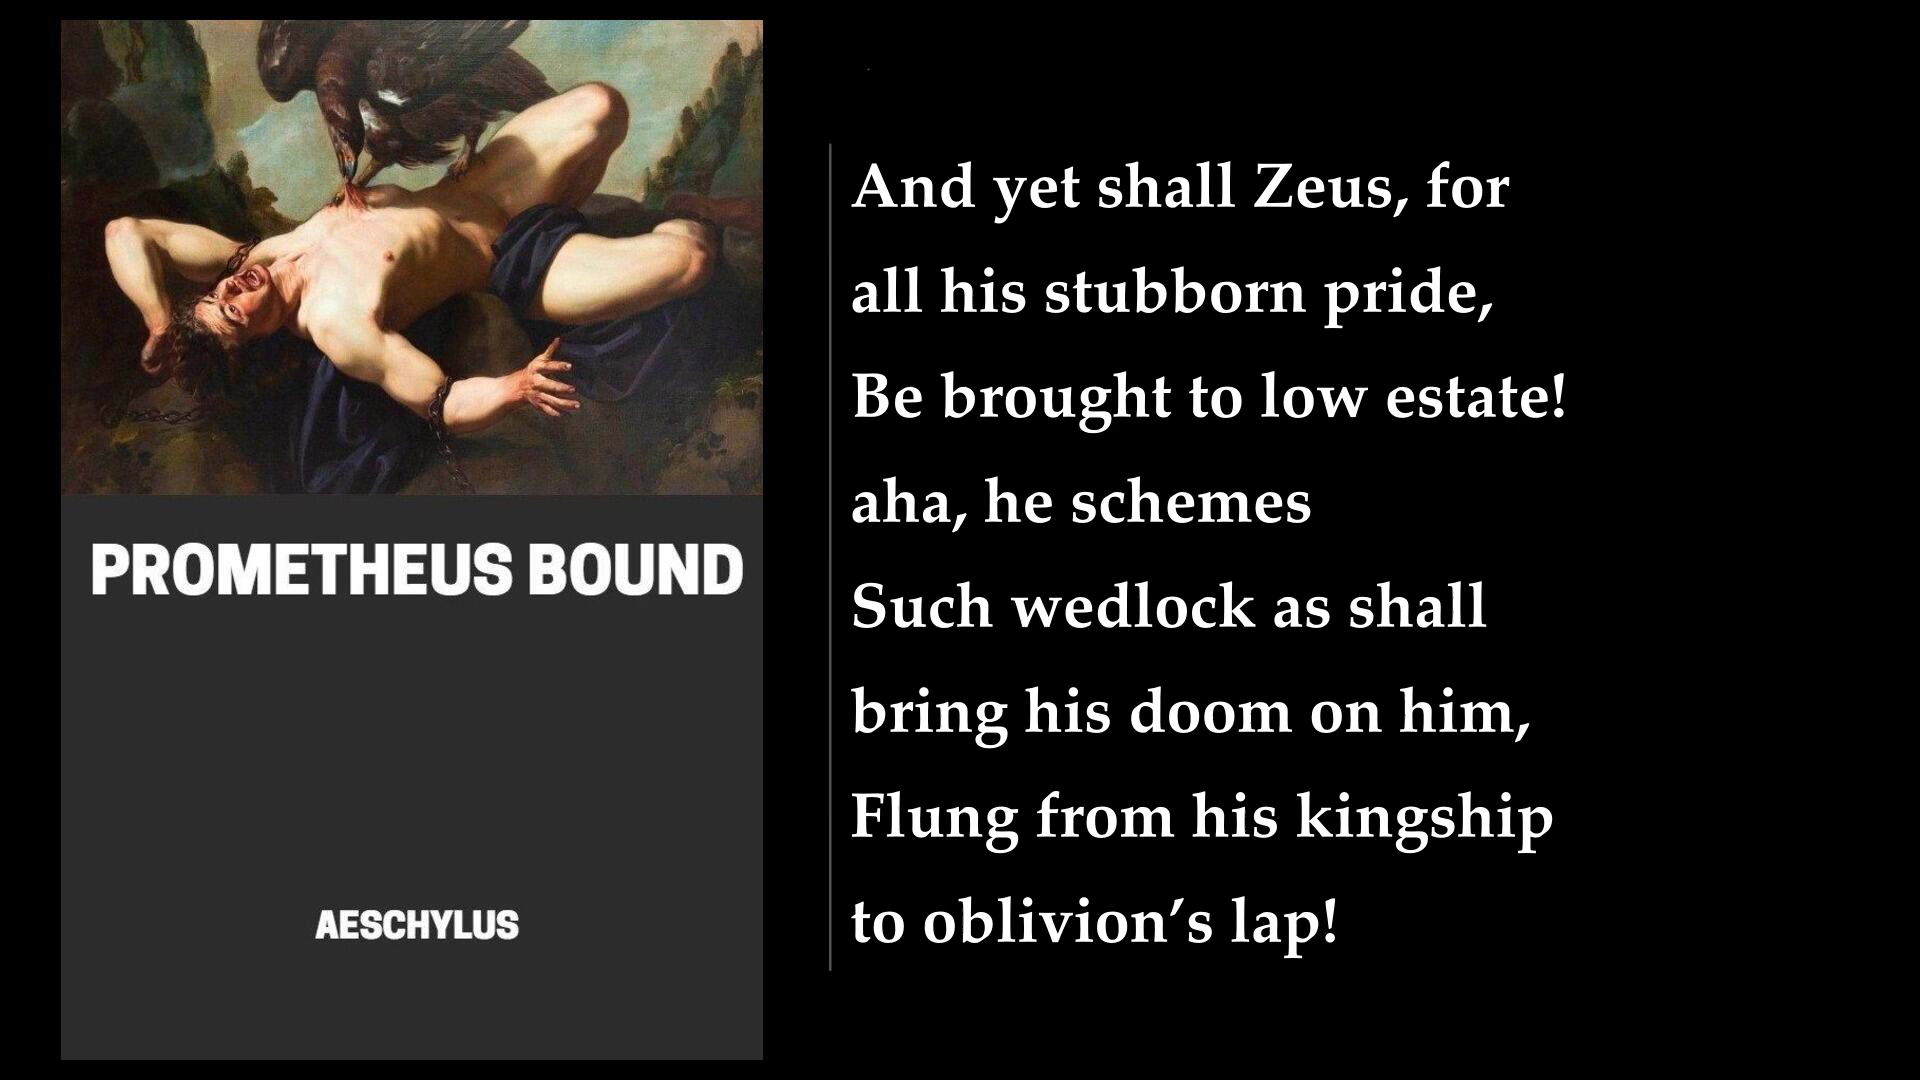 PROMETHEUS BOUND
AESCHYLUS
And yet shall Zeus, for
all his stubborn pride,
Be brought to low estate!
aha, he schemes
Such wedlock as shall
bring his doom on him,
Flung from his kingship
to oblivion’s lap!